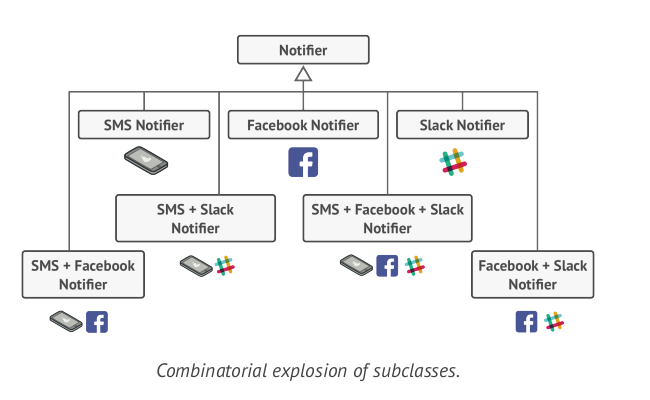 Notifier
SMS Notifier
Facebook Notifier
Slack Notifier
SMS + Slack
Notifier
SMS + Facebook + Slack
Notifier
SMS + Facebook
Notifier
Facebook + Slack
Notifier
Combinatorial explosion of subclasses.